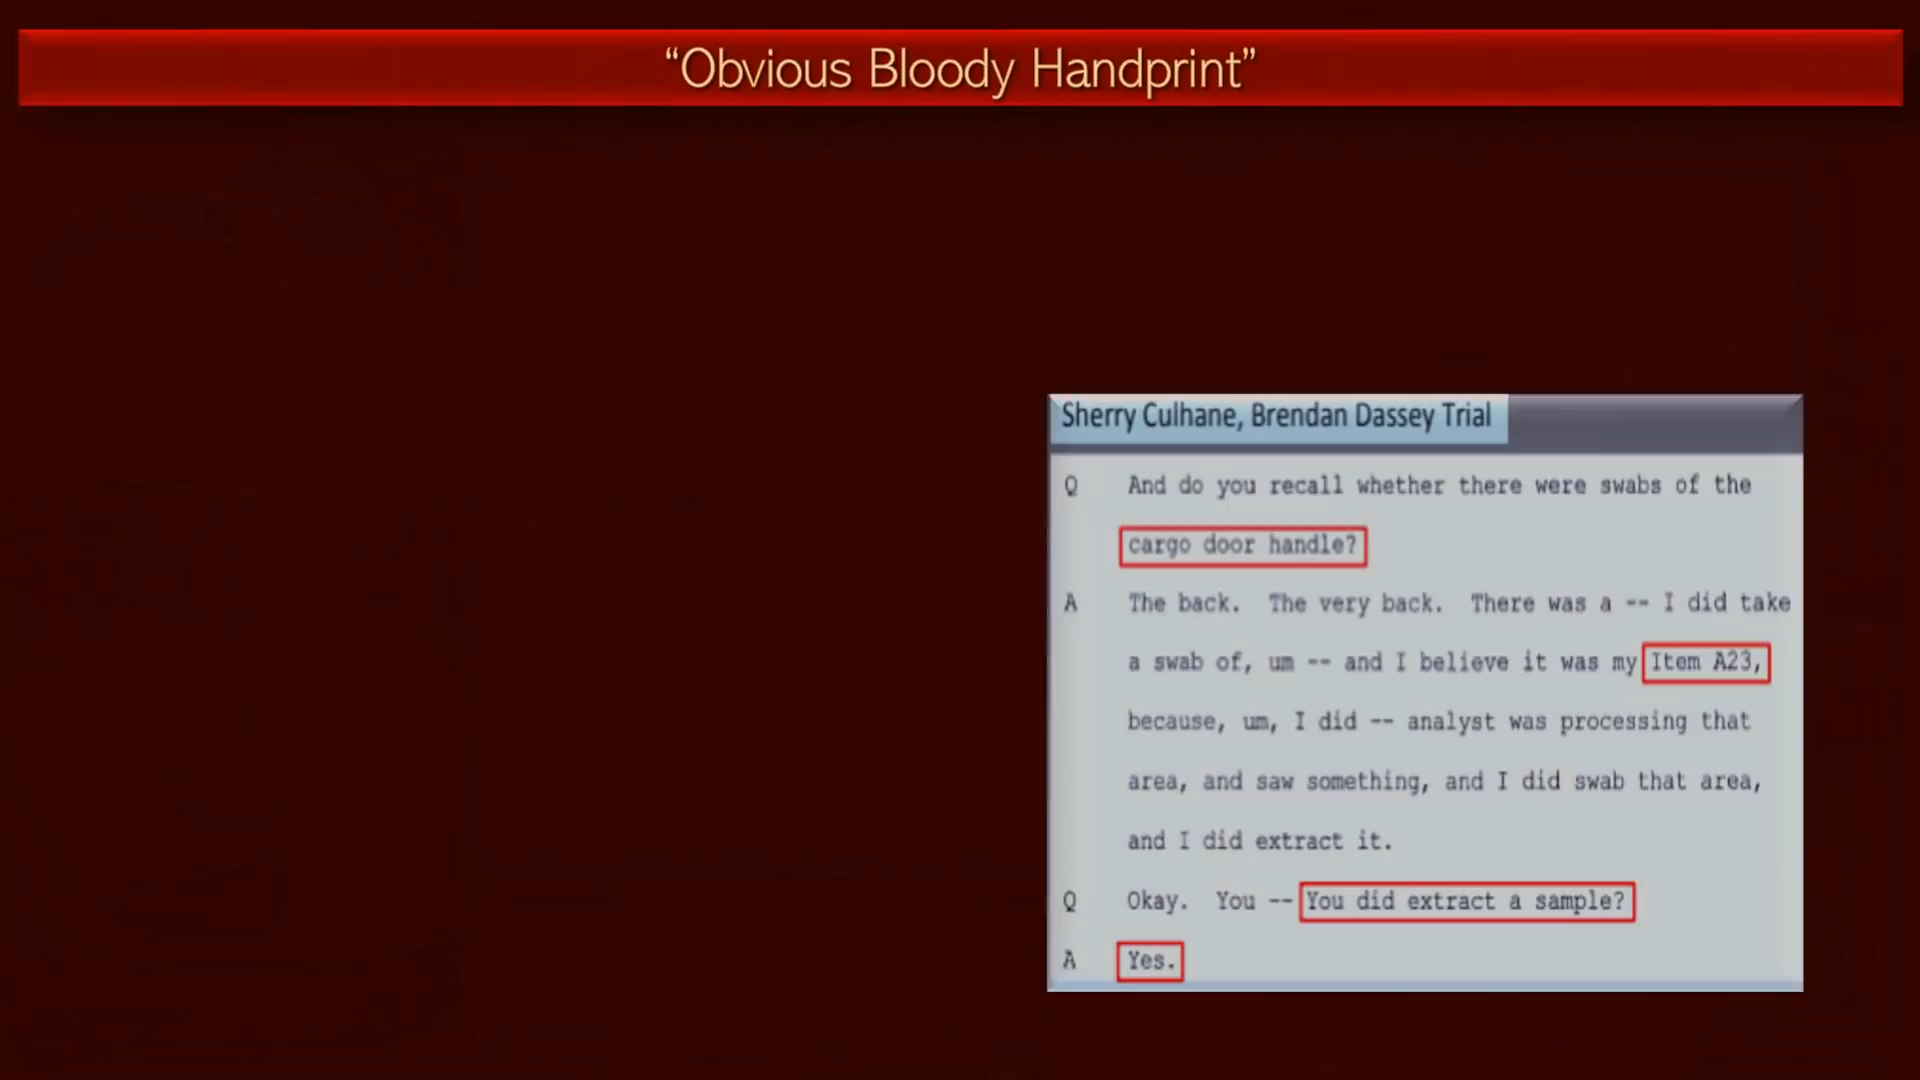 “Obvious Bloody Handprint”
Sherry Culhane, Brendan Dassey Trial
Q And do you recall whether there were swabs of the
cargo door handle?
A The back. The very back. There was a -- I did take
a swab of, um -- and I believe it was my Item A23,
because, um, I did -- analyst was processing that
area, and saw something, and I did swab that area,
and I did extract it.
Q Okay. You -- You did extract a sample?
A Yes.